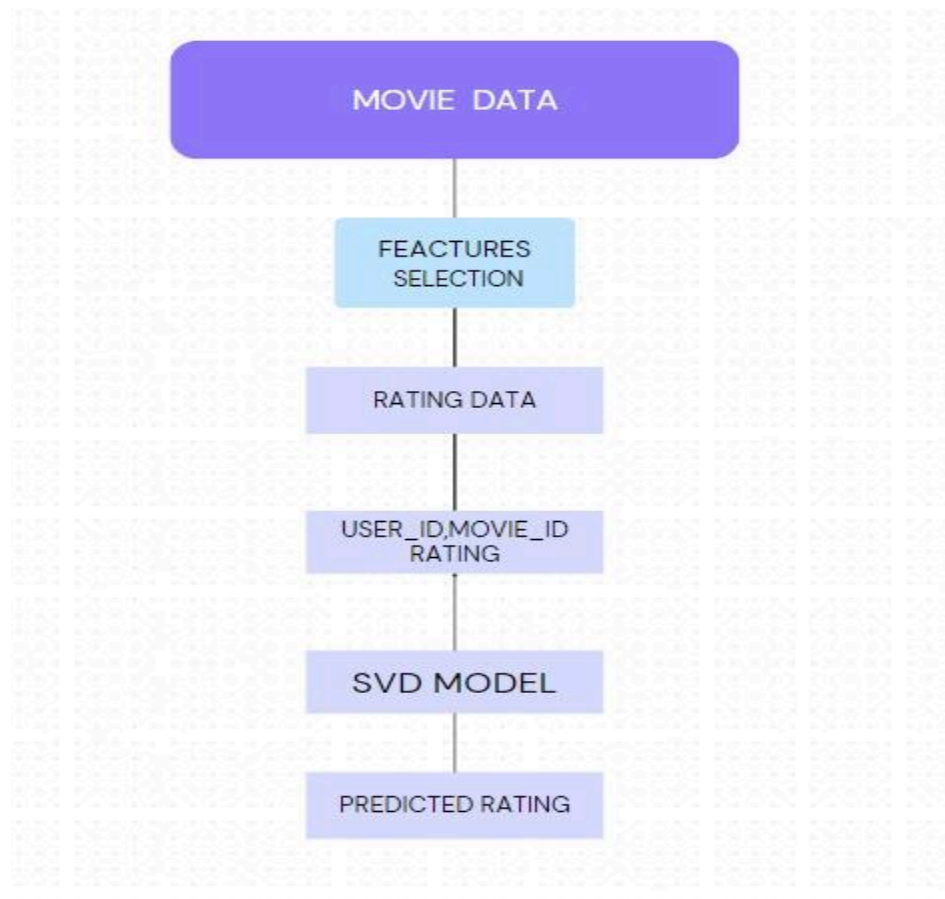 MOVIE DATA
FEACTURES
SELECTION
RATING DATA
USER_ID,MOVIE_ID
RATING
SVD MODEL
PREDICTED RATING